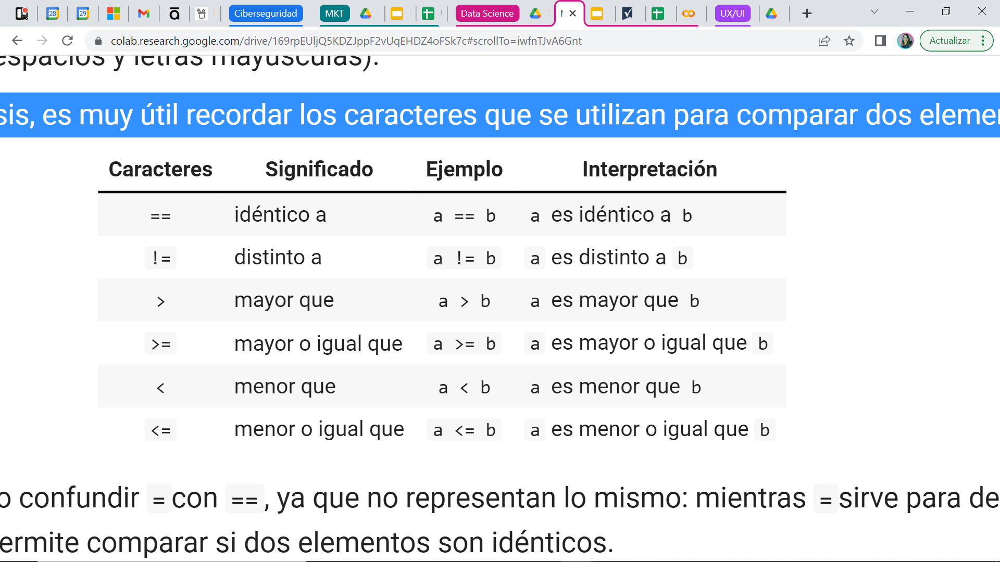 28 29 Ciberseguridad MKT Data Science UX/UI
colab.research.google.com/drive/169rpEUljQ5KDZJppF2vUqEHDZ4oFSk7c#scrollTo=iwfnTJvA6Gnt Actualizar
espacios y letras mayúsculas).
sis, es muy útil recordar los caracteres que se utilizan para comparar dos elemen
Caracteres Significado Ejemplo Interpretación
== idéntico a a == b a es idéntico a b
!= distinto a a != b a es distinto a b
> mayor que a > b a es mayor que b
>= mayor o igual que a >= b a es mayor o igual que b
< menor que a < b a es menor que b
<= menor o igual que a <= b a es menor o igual que b
o confundir = con ==, ya que no representan lo mismo: mientras = sirve para de
ermite comparar si dos elementos son idénticos.